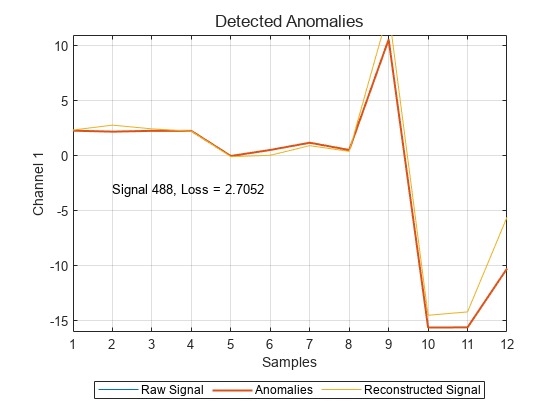 Detected Anomalies
10
5
0
-5
-10
-15
Channel 1
Signal 488, Loss = 2.7052
1 2 3 4 5 6 7 8 9 10 11 12
Samples
Raw Signal Anomalies Reconstructed Signal